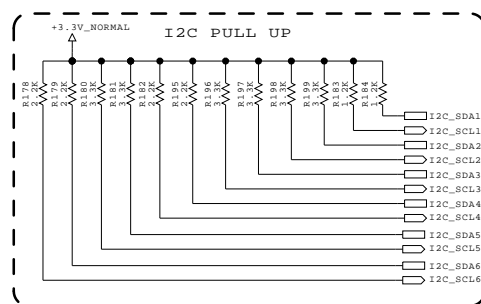 +3.3V_NORMAL
I2C PULL UP
R178
2.2K
R179
2.2K
R180
3.3K
R181
3.3K
R182
2.2K
R195
2.2K
R196
3.3K
R197
3.3K
R198
3.3K
R199
3.3K
R183
1.2K
R184
1.2K
I2C_SDA1
I2C_SCL1
I2C_SDA2
I2C_SCL2
I2C_SDA3
I2C_SCL3
I2C_SDA4
I2C_SCL4
I2C_SDA5
I2C_SCL5
I2C_SDA6
I2C_SCL6